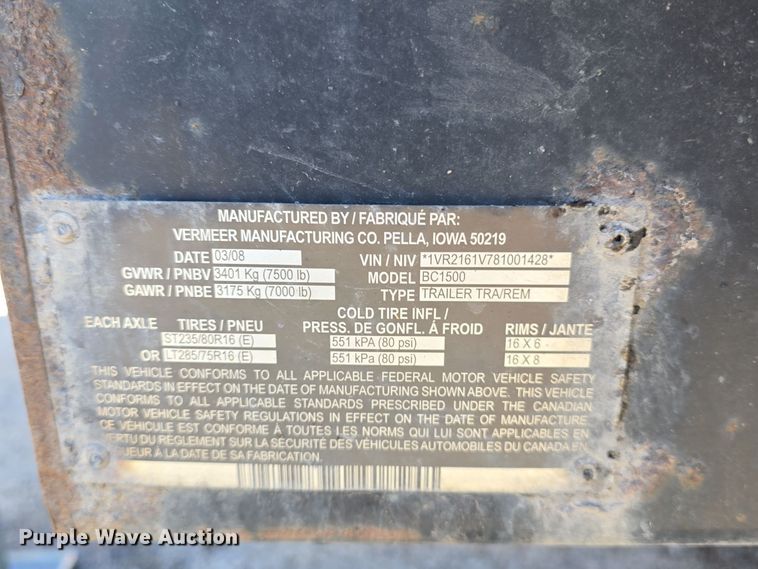 MANUFACTURED BY / FABRIQUÉ PAR:
VERMEER MANUFACTURING CO. PELLA, IOWA 50219
DATE 03/08 VIN / NIV *1VR2161V781001428*
GVWR / PNBV 3401 Kg (7500 lb) MODEL BC1500
GAWR / PNBE 3175 Kg (7000 lb) TYPE TRAILER TRA/REM
COLD TIRE INFL /
EACH AXLE TIRES / PNEU PRESS. DE GONFL. À FROID RIMS / JANTE
ST235/80R16 (E) 551 kPA (80 psi) 16 X 6
OR LT285/75R16 (E) 551 kPa (80 psi) 16 X 8
THIS VEHICLE CONFORMS TO ALL APPLICABLE FEDERAL MOTOR VEHICLE SAFETY
STANDARDS IN EFFECT ON THE DATE OF MANUFACTURING SHOWN ABOVE. THIS VEHICLE
CONFORMS TO ALL APPLICABLE STANDARDS PRESCRIBED UNDER THE CANADIAN
MOTOR VEHICLE SAFETY REGULATIONS IN EFFECT ON THE DATE OF MANUFACTURE.
CE VÉHICULE EST CONFORME À TOUTES LES NORMS QUI LUI SONT APPLICABLES EN
VERTU DU RÈGLEMENT SUR LA SÉCURITÉ DES VÉHICULES AUTOMOBILES DU CANADA EN
VIGUEUR À LA DATE DE SA FABRICATION.
Purple Wave Auction